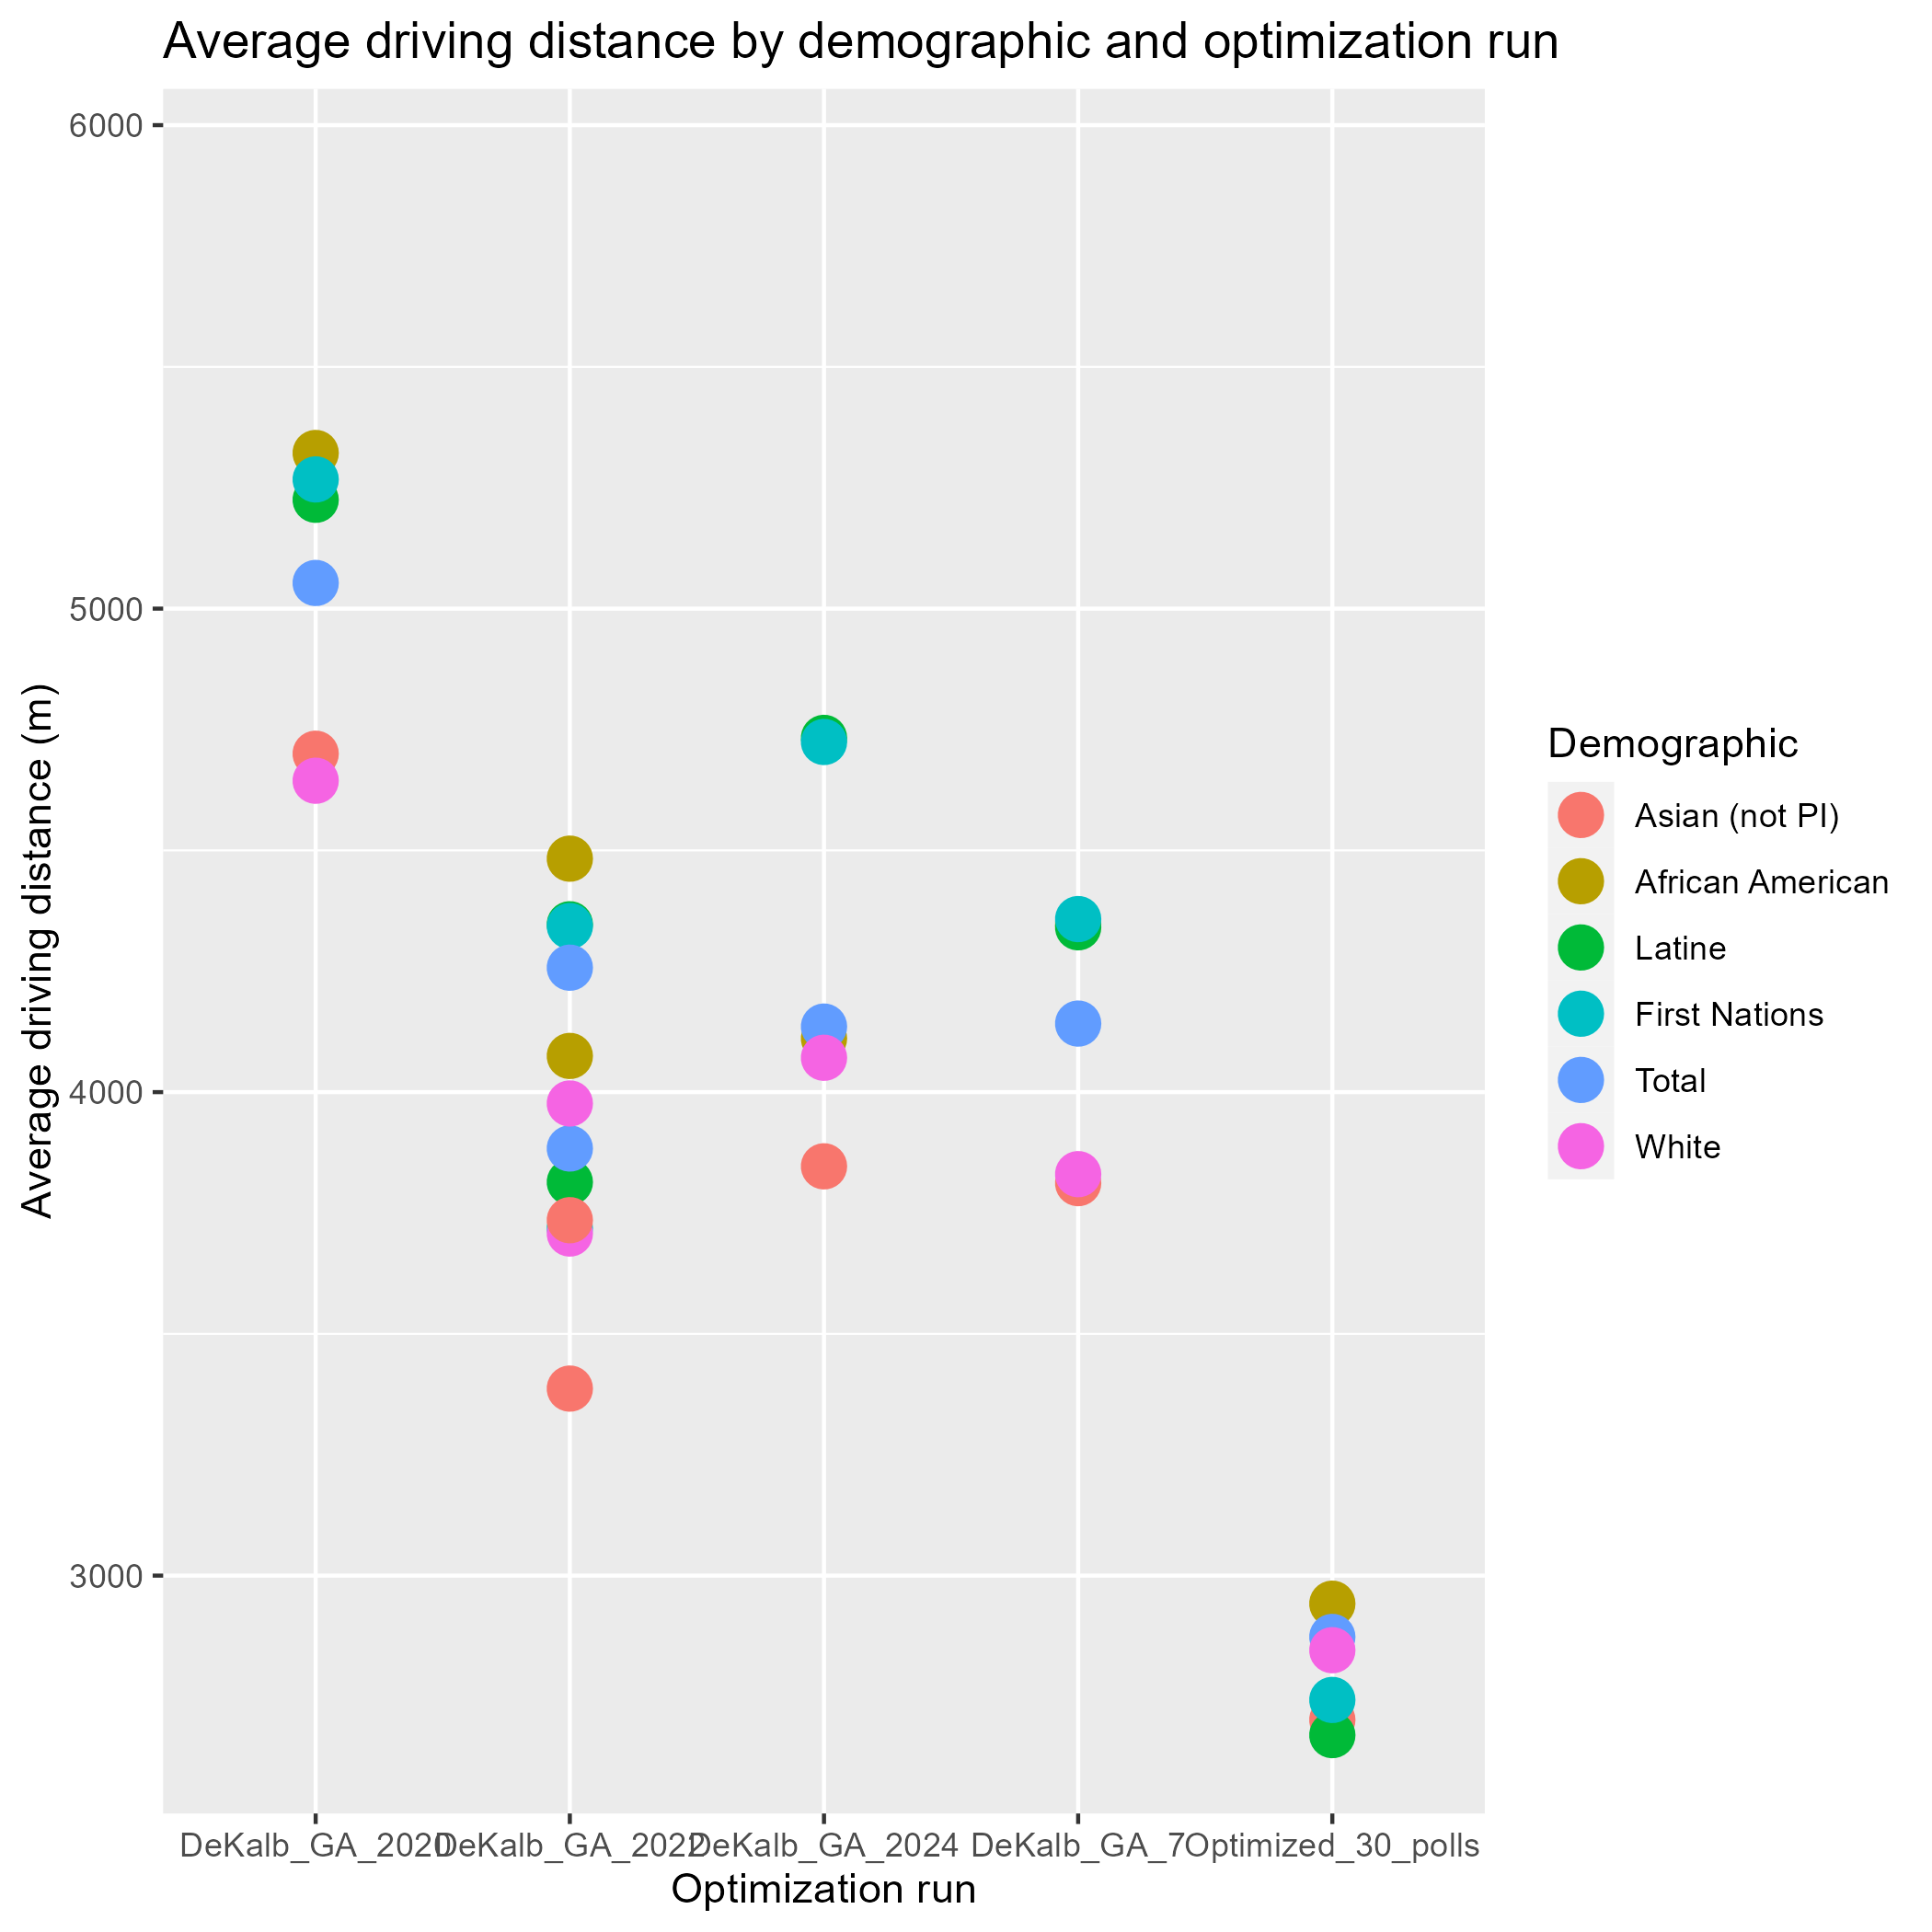 Average driving distance by demographic and optimization run
Average driving distance (m)
6000
5000
4000
3000
DeKalb_GA_2020
DeKalb_GA_2022
DeKalb_GA_2024
DeKalb_GA_7
Optimized_30_polls
Optimization run
Demographic
Asian (not PI)
African American
Latine
First Nations
Total
White